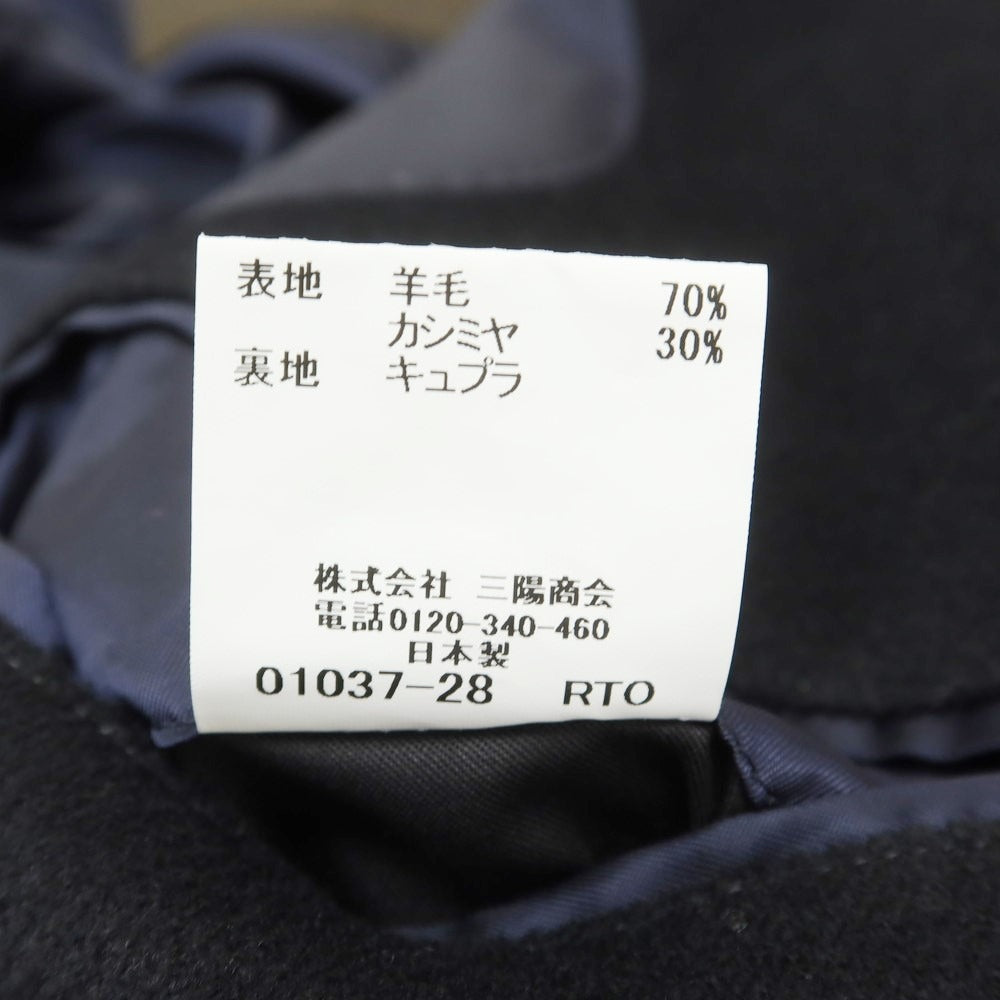 表地 羊毛 70%
カシミヤ 30%
裏地 キュプラ
株式会社 三陽商会
電話0120-340-460
日本製
01037-28 RTO